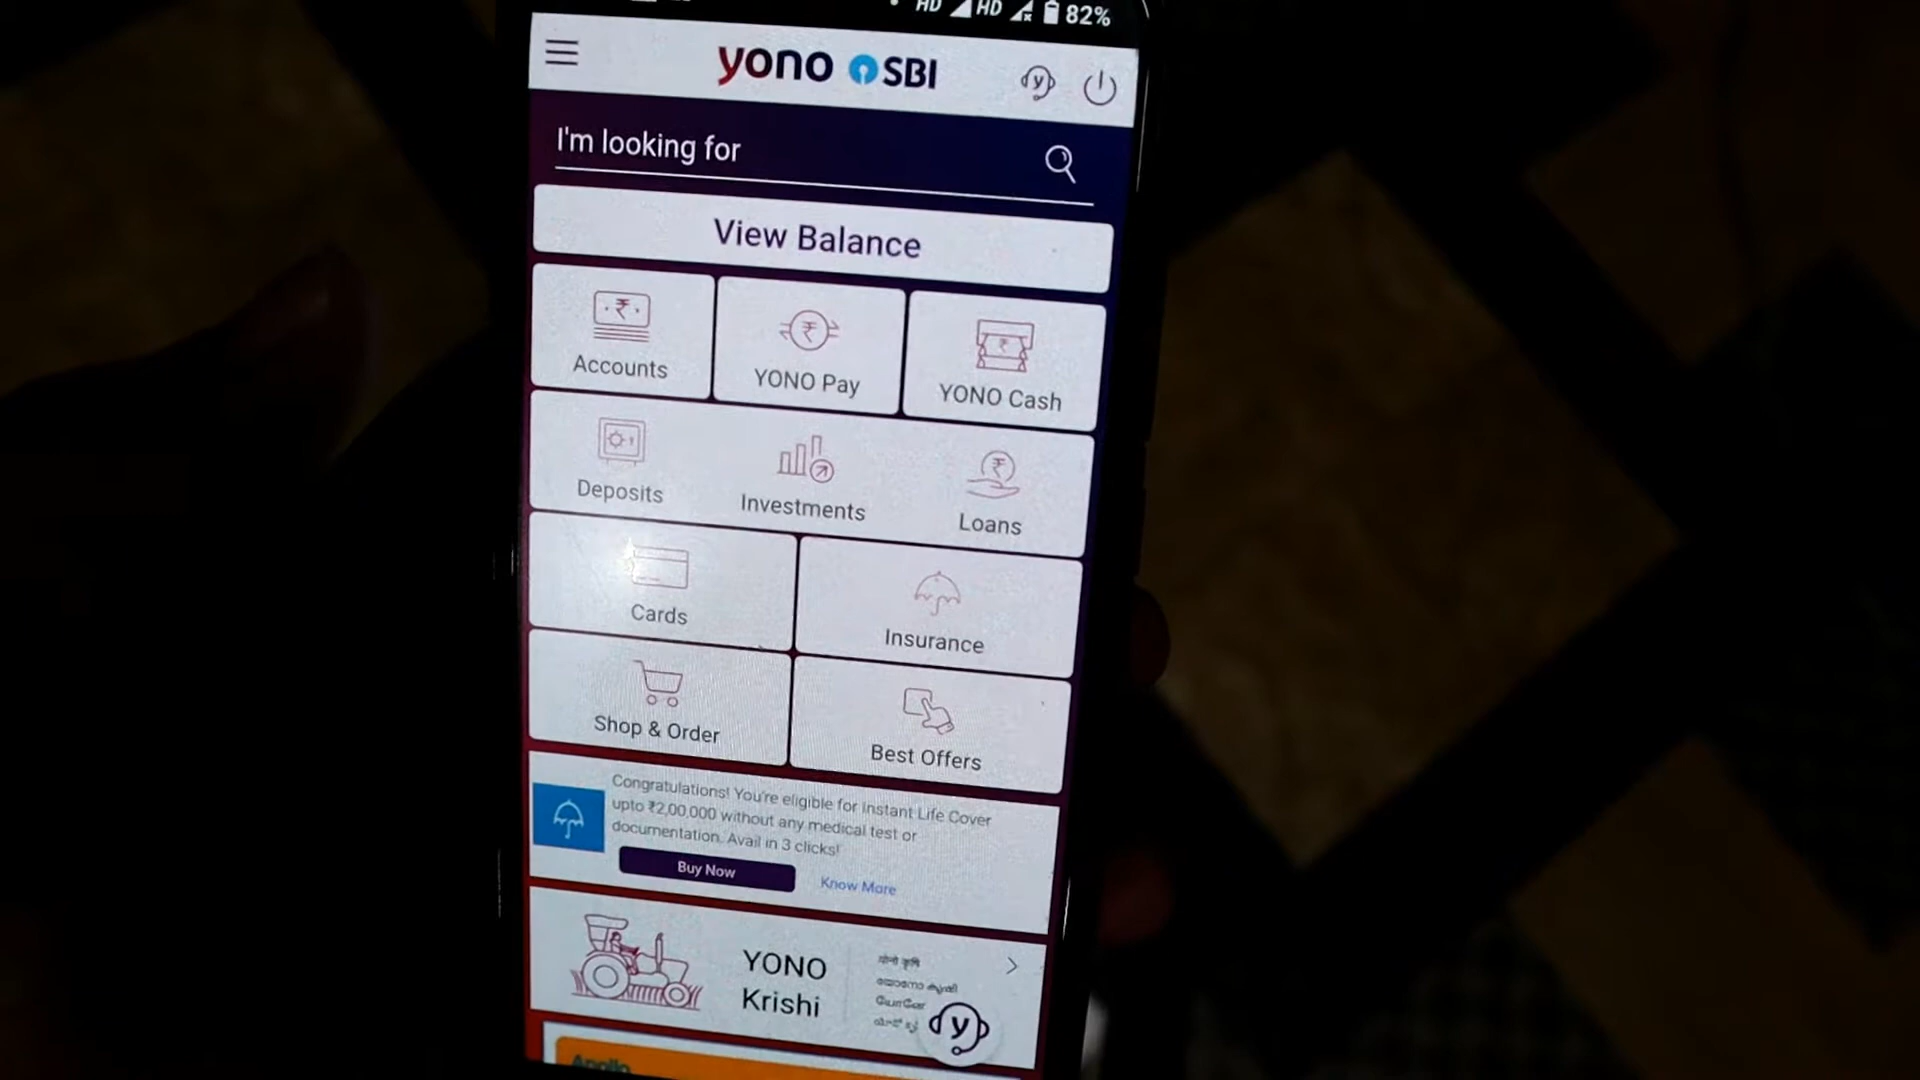 HD HD 82%
yono SBI
I'm looking for
View Balance
Accounts
YONO Pay
YONO Cash
Deposits
Investments
Loans
Cards
Insurance
Shop & Order
Best Offers
Congratulations! You're eligible for Instant Life Cover
upto ₹2,00,000 without any medical test or
documentation. Avail in 3 clicks!
Buy Now
Know More
YONO
Krishi
योनो कृषि
Apollo